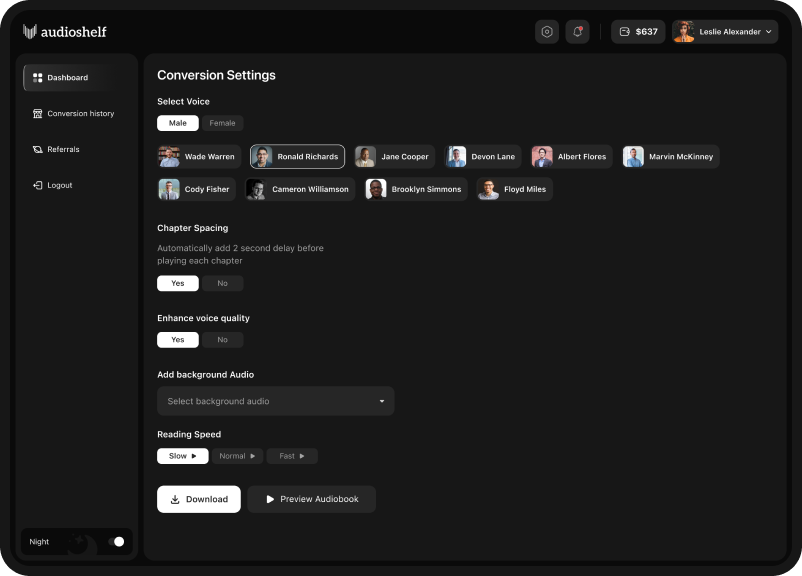 audioshelf
$637
Leslie Alexander
Dashboard
Conversion history
Referrals
Logout
Night
Conversion Settings
Select Voice
Male Female
Wade Warren Ronald Richards Jane Cooper Devon Lane Albert Flores Marvin McKinney
Cody Fisher Cameron Williamson Brooklyn Simmons Floyd Miles
Chapter Spacing
Automatically add 2 second delay before
playing each chapter
Yes No
Enhance voice quality
Yes No
Add background Audio
Select background audio
Reading Speed
Slow Normal Fast
Download Preview Audiobook